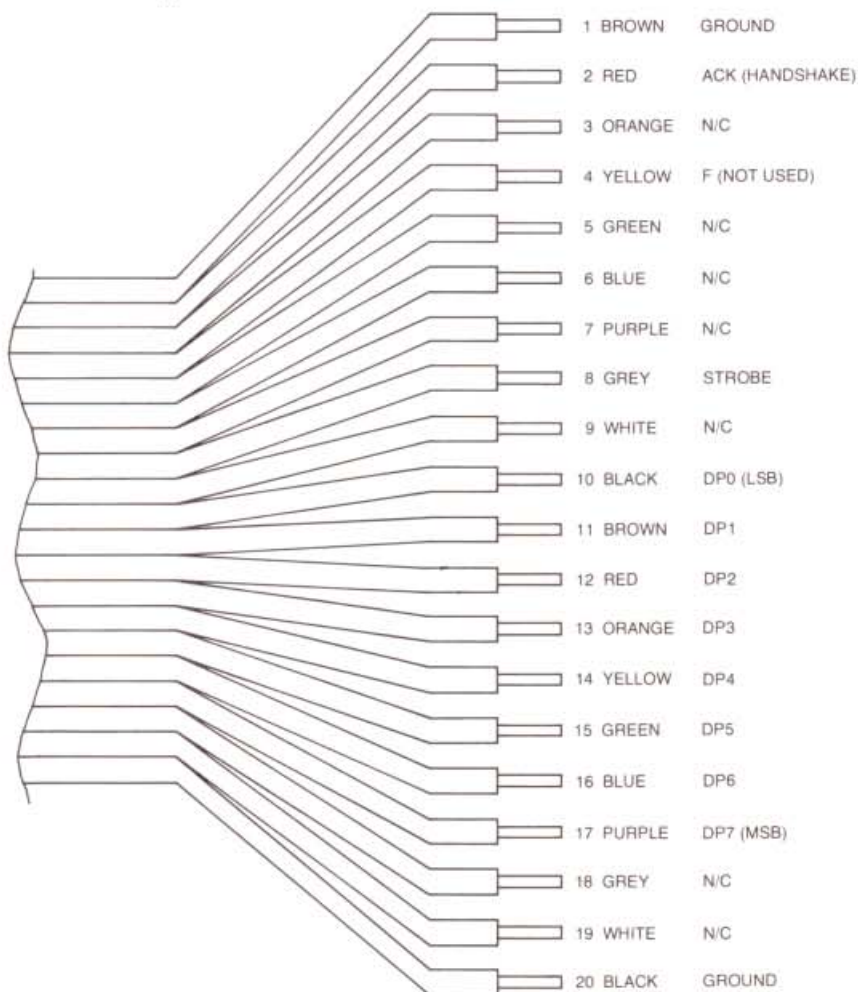 1 BROWN GROUND
2 RED ACK (HANDSHAKE)
3 ORANGE N/C
4 YELLOW F (NOT USED)
5 GREEN N/C
6 BLUE N/C
7 PURPLE N/C
8 GREY STROBE
9 WHITE N/C
10 BLACK DP0 (LSB)
11 BROWN DP1
12 RED DP2
13 ORANGE DP3
14 YELLOW DP4
15 GREEN DP5
16 BLUE DP6
17 PURPLE DP7 (MSB)
18 GREY N/C
19 WHITE N/C
20 BLACK GROUND